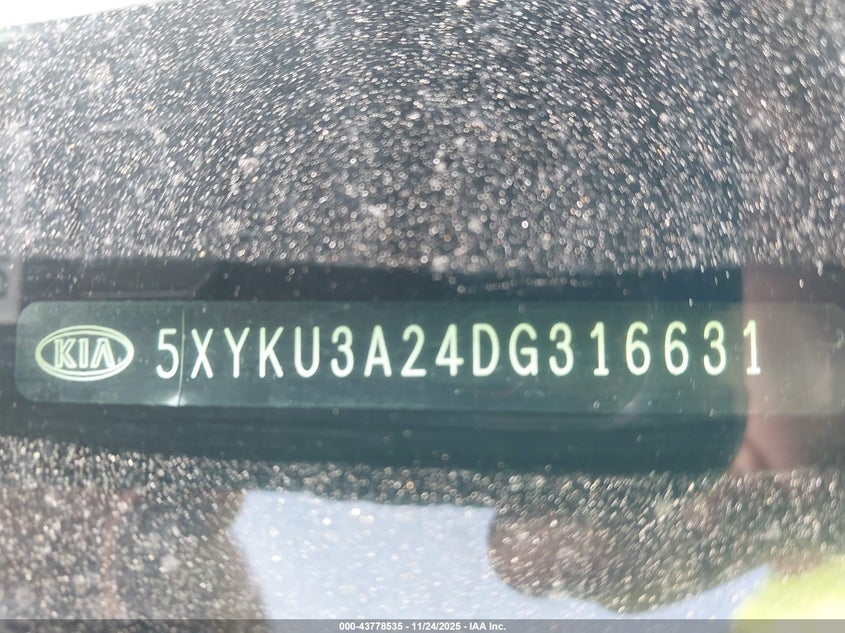 KIA 5XYKU3A24DG316631
000-43778535 - 11/24/2025 - IAA Inc.